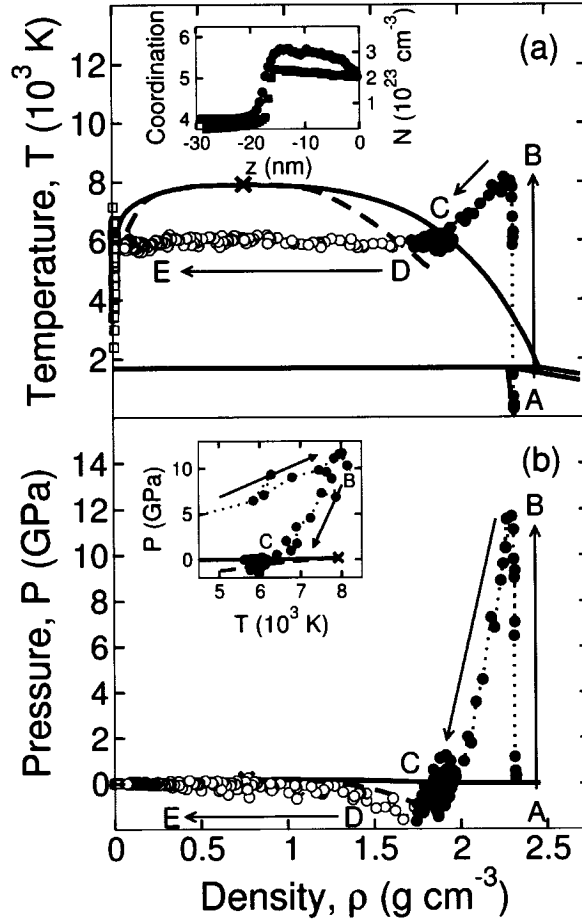 (a)
Temperature, T (10³ K)
12
10
8
6
4
2
0
Coordination
6
5
4
-30 -20 -10 0
z (nm)
3
2
1
N (10²³ cm⁻³)
B
C
E
D
A
(b)
Pressure, P (GPa)
14
12
10
8
6
4
2
0
P (GPa)
10
5
0
5 6 7 8
T (10³ K)
B
C
B
C
E
D
A
0 0.5 1 1.5 2 2.5
Density, ρ (g cm⁻³)